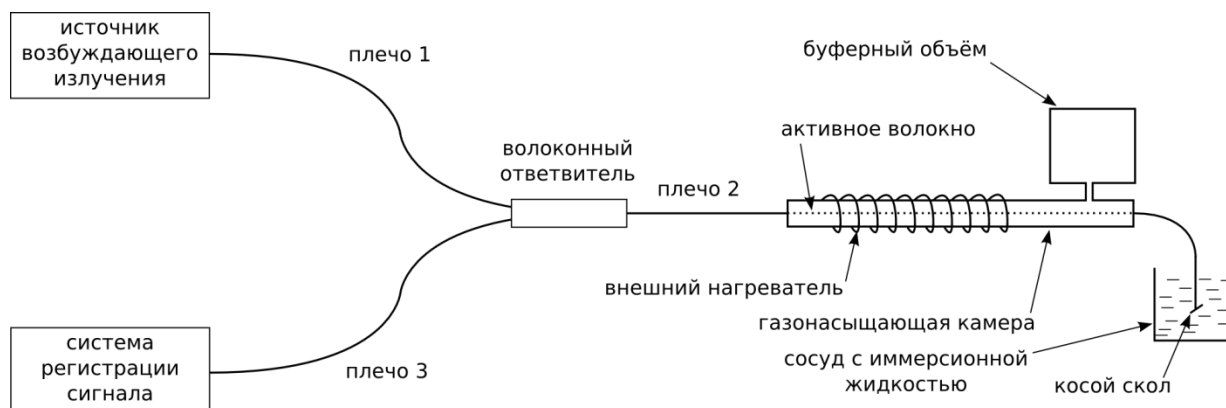 источник
возбуждающего
излучения
плечо 1
буферный объём
активное волокно
волоконный
ответвитель
плечо 2
внешний нагреватель
газонасыщающая камера
сосуд с иммерсионной
жидкостью
косой скол
система
регистрации
сигнала
плечо 3